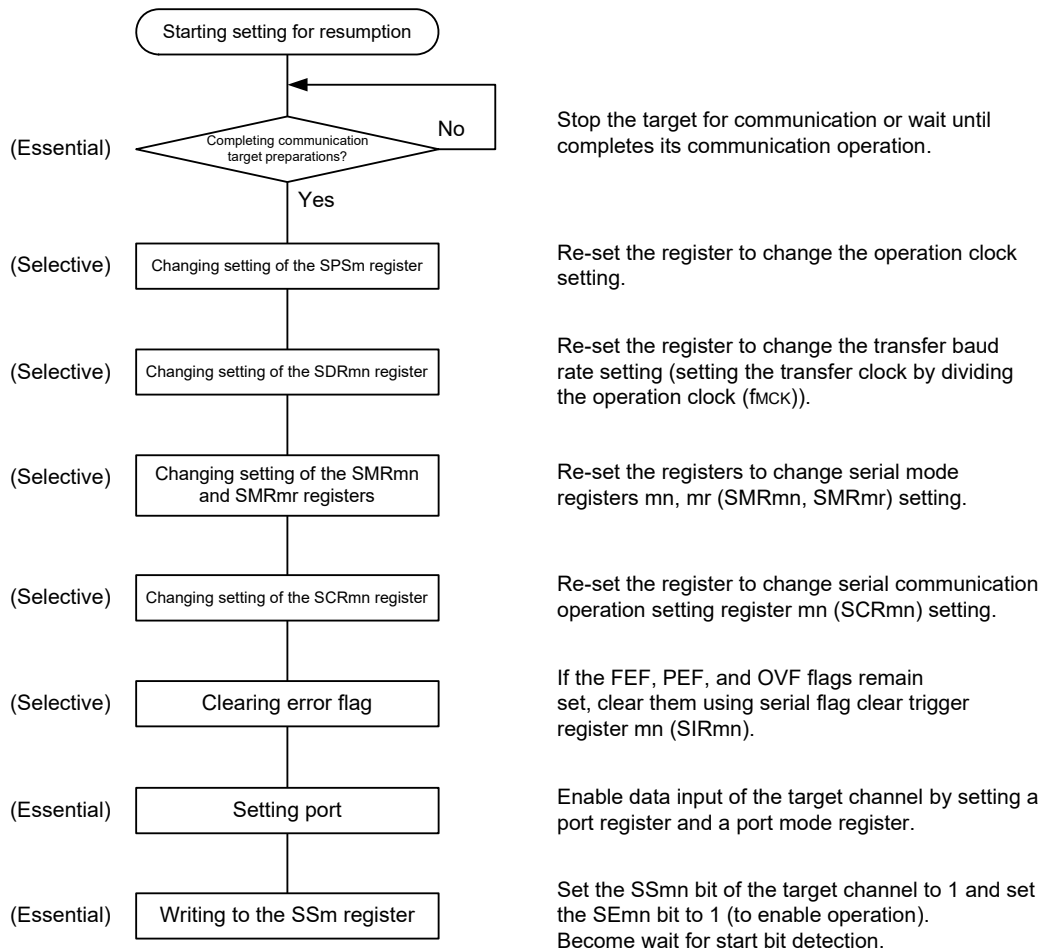 Starting setting for resumption
(Essential)
Completing communication
target preparations?
No
Stop the target for communication or wait until
completes its communication operation.
Yes
(Selective)
Changing setting of the SPSm register
Re-set the register to change the operation clock
setting.
(Selective)
Changing setting of the SDRmn register
Re-set the register to change the transfer baud
rate setting (setting the transfer clock by dividing
the operation clock (fMCK)).
(Selective)
Changing setting of the SMRmn
and SMRmr registers
Re-set the registers to change serial mode
registers mn, mr (SMRmn, SMRmr) setting.
(Selective)
Changing setting of the SCRmn register
Re-set the register to change serial communication
operation setting register mn (SCRmn) setting.
(Selective)
Clearing error flag
If the FEF, PEF, and OVF flags remain
set, clear them using serial flag clear trigger
register mn (SIRmn).
(Essential)
Setting port
Enable data input of the target channel by setting a
port register and a port mode register.
(Essential)
Writing to the SSm register
Set the SSmn bit of the target channel to 1 and set
the SEmn bit to 1 (to enable operation).
Become wait for start bit detection.